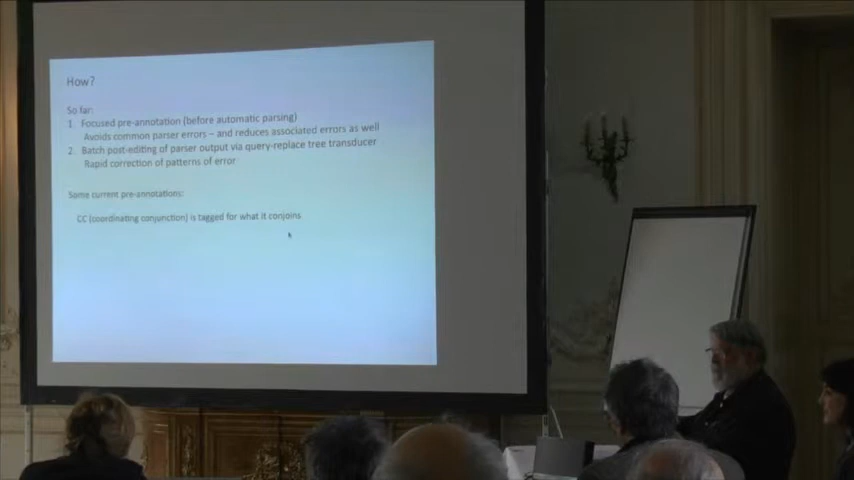 How?
So far:
1. Focused pre-annotation (before automatic parsing)
Avoids common parser errors – and reduces associated errors as well
2. Batch post-editing of parser output via query-replace tree transducer
Rapid correction of patterns of error
Some current pre-annotations:
CC (coordinating conjunction) is tagged for what it conjoins